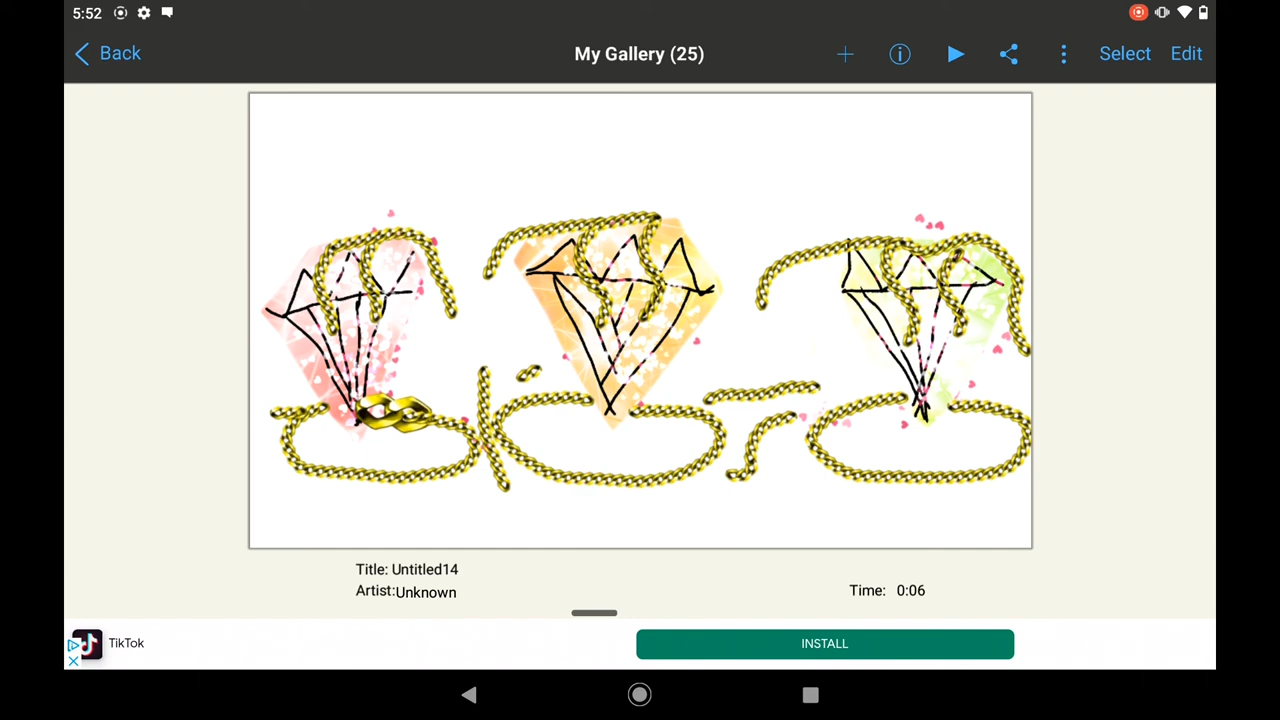 5:52
Back
My Gallery (25)
Select
Edit
Title: Untitled14
Artist:Unknown
Time: 0:06
TikTok
INSTALL